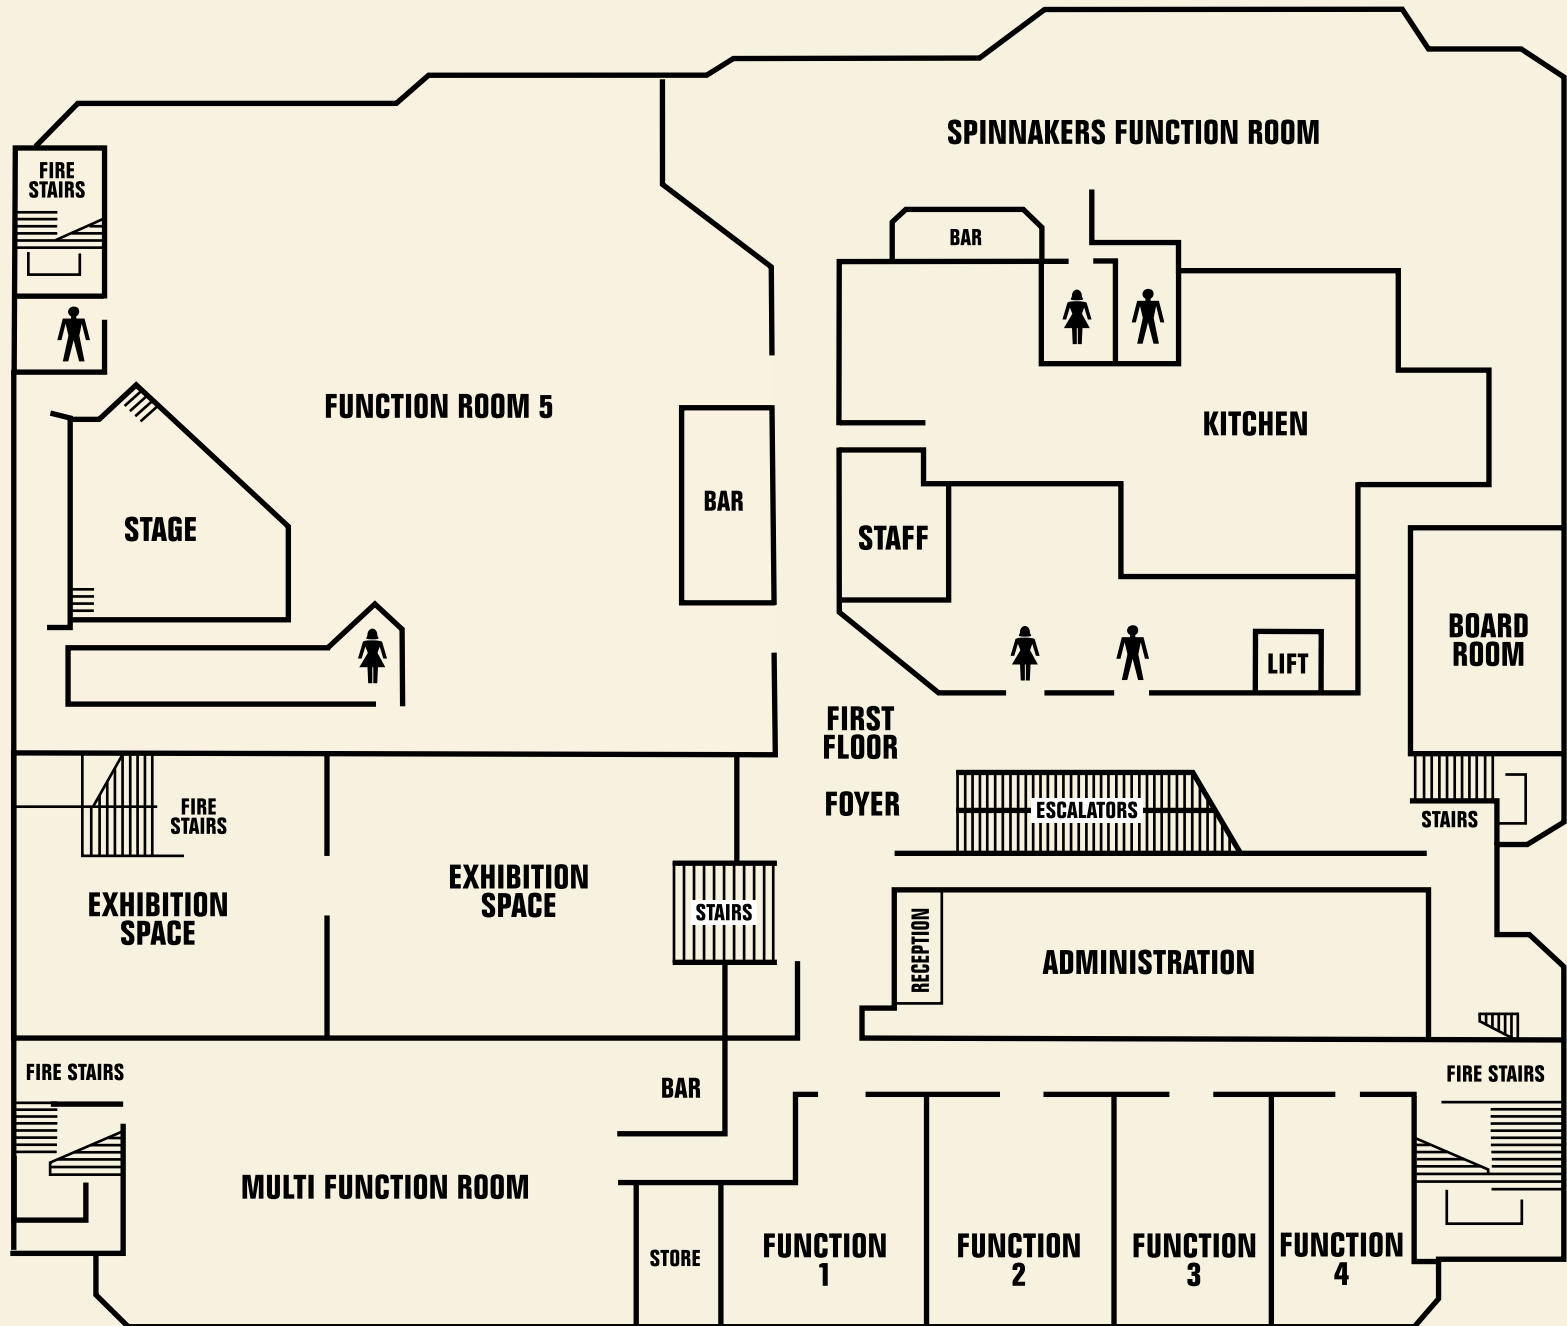 SPINNAKERS FUNCTION ROOM
FIRE
STAIRS
BAR
FUNCTION ROOM 5
KITCHEN
BAR
STAGE
STAFF
BOARD
ROOM
LIFT
FIRST
FLOOR
FOYER
FIRE
STAIRS
ESCALATORS
STAIRS
EXHIBITION
SPACE
EXHIBITION
SPACE
STAIRS
RECEPTION
ADMINISTRATION
FIRE STAIRS
BAR
FIRE STAIRS
MULTI FUNCTION ROOM
STORE
FUNCTION
1
FUNCTION
2
FUNCTION
3
FUNCTION
4